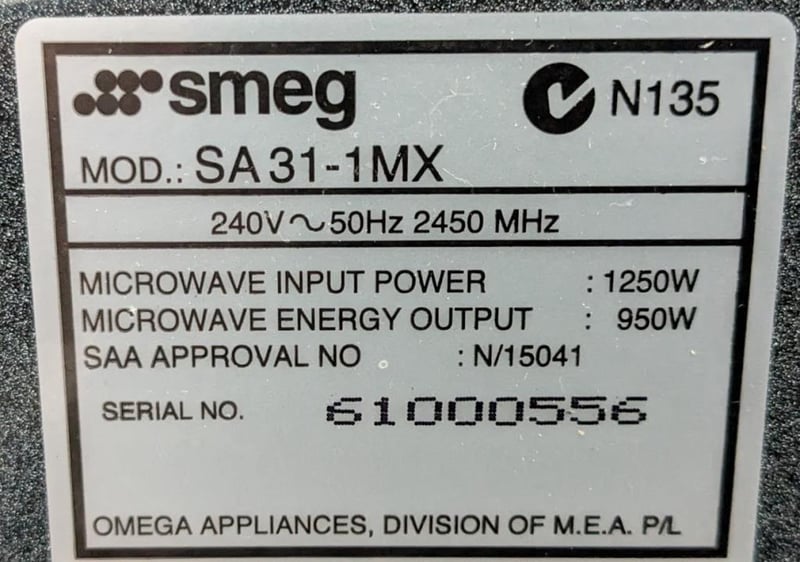 smeg N135
MOD.: SA 31-1MX
240V～50Hz 2450 MHz
MICROWAVE INPUT POWER : 1250W
MICROWAVE ENERGY OUTPUT : 950W
SAA APPROVAL NO : N/15041
SERIAL NO. 61000556
OMEGA APPLIANCES, DIVISION OF M.E.A. P/L